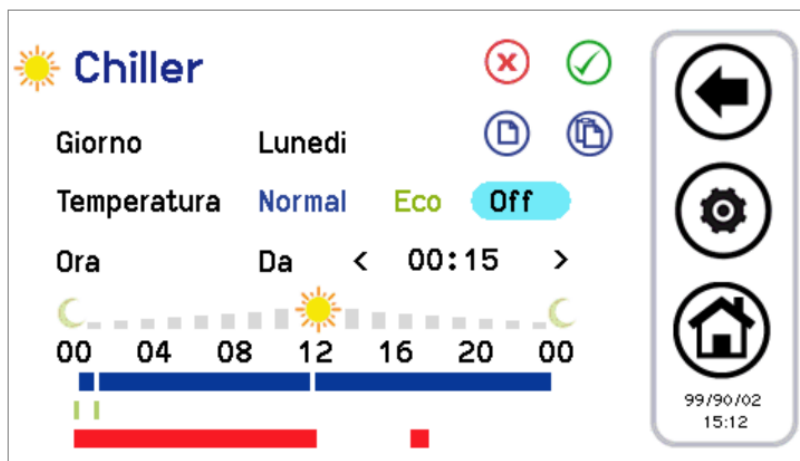 Chiller
Giorno Lunedi
Temperatura Normal Eco Off
Ora Da < 00:15 >
00 04 08 12 16 20 00
99/90/02
15:12